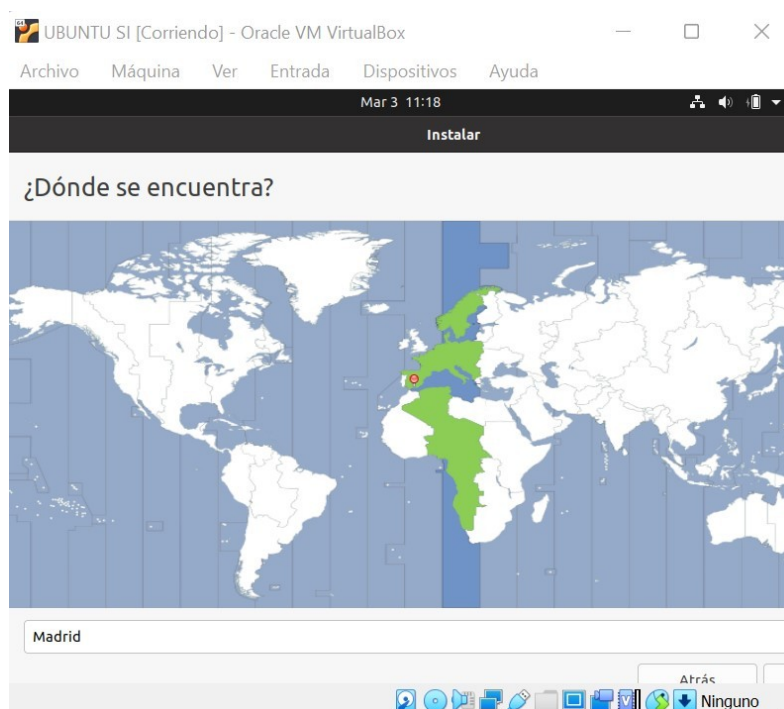 UBUNTU SI [Corriendo] - Oracle VM VirtualBox
Archivo Máquina Ver Entrada Dispositivos Ayuda
Mar 3 11:18
Instalar
¿Dónde se encuentra?
Madrid
Atrás
Ninguno